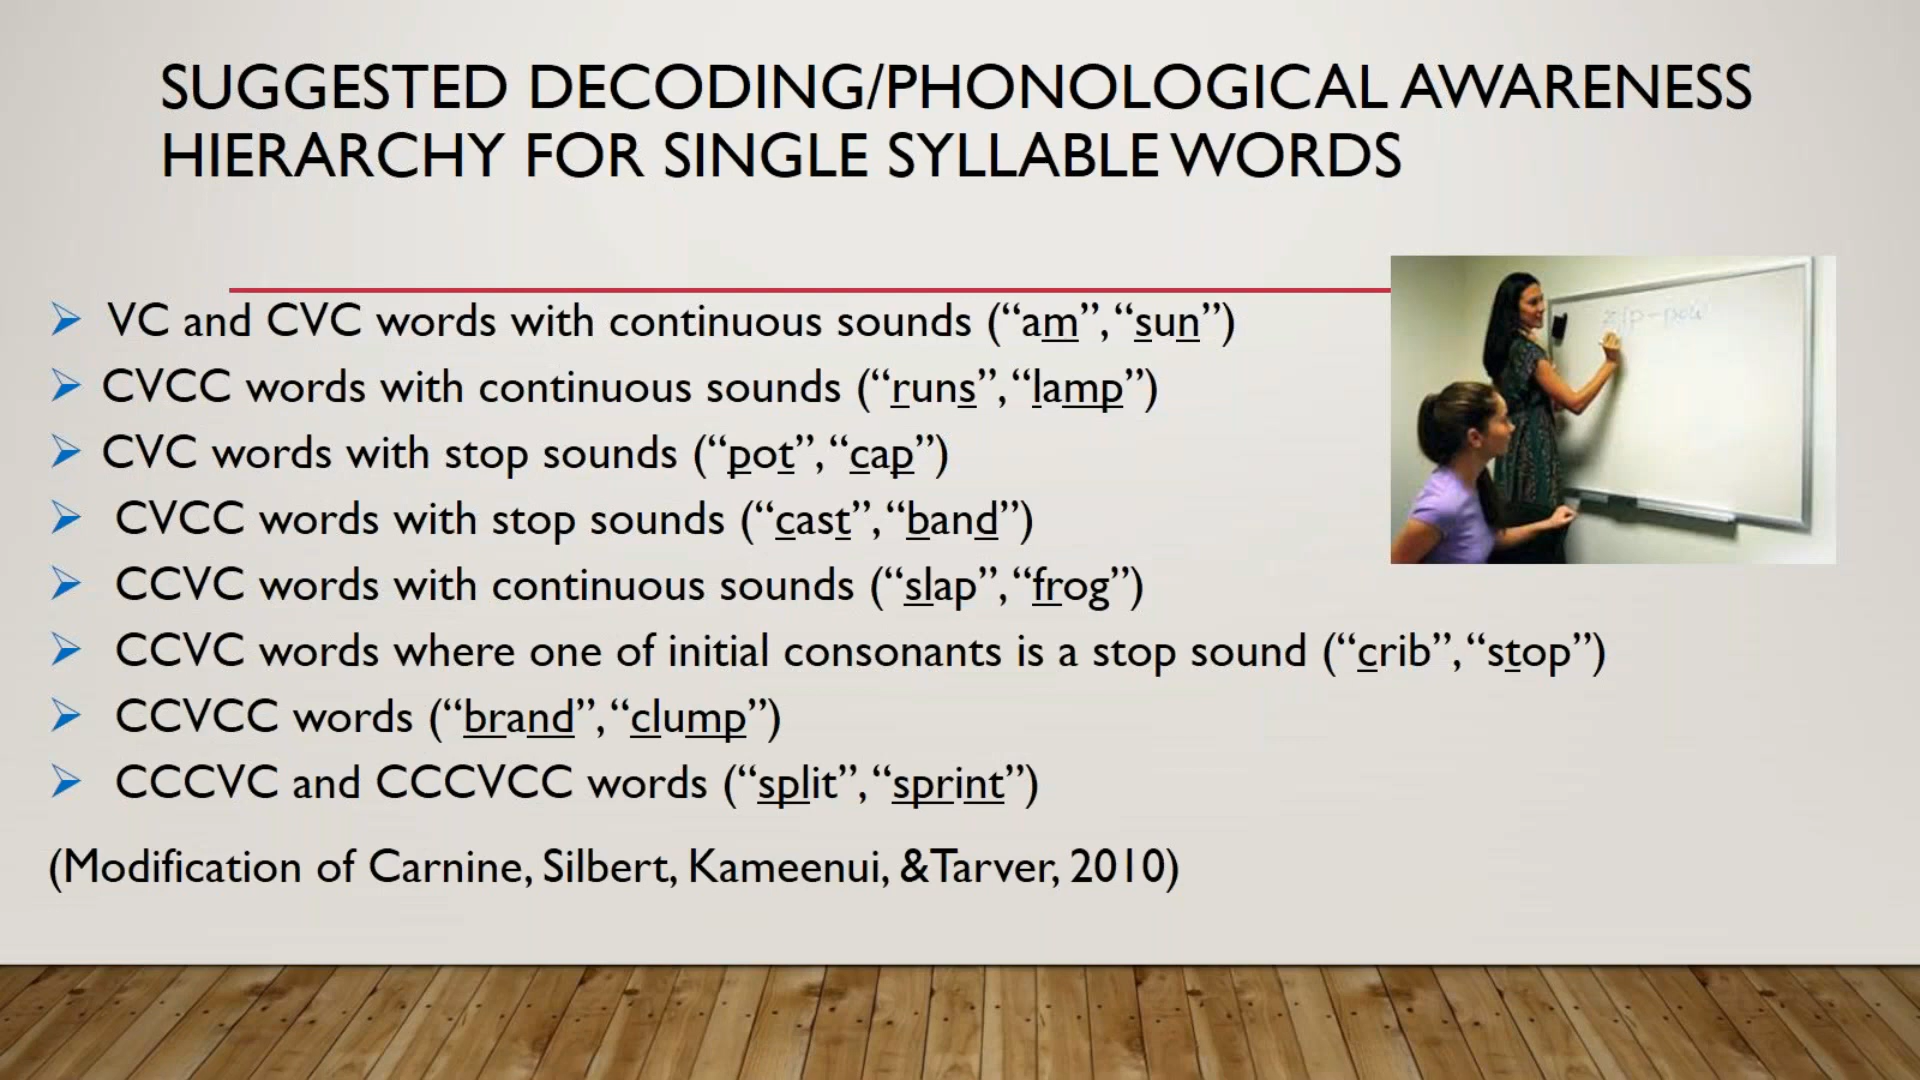 SUGGESTED DECODING/PHONOLOGICAL AWARENESS
HIERARCHY FOR SINGLE SYLLABLE WORDS
VC and CVC words with continuous sounds (“am”, “sun”)
CVCC words with continuous sounds (“runs”, “lamp”)
CVC words with stop sounds (“pot”, “cap”)
CVCC words with stop sounds (“cast”, “band”)
CCVC words with continuous sounds (“slap”, “frog”)
CCVC words where one of initial consonants is a stop sound (“crib”, “stop”)
CCVCC words (“brand”, “clump”)
CCCVC and CCCVCC words (“split”, “sprint”)
(Modification of Carnine, Silbert, Kameenui, &Tarver, 2010)